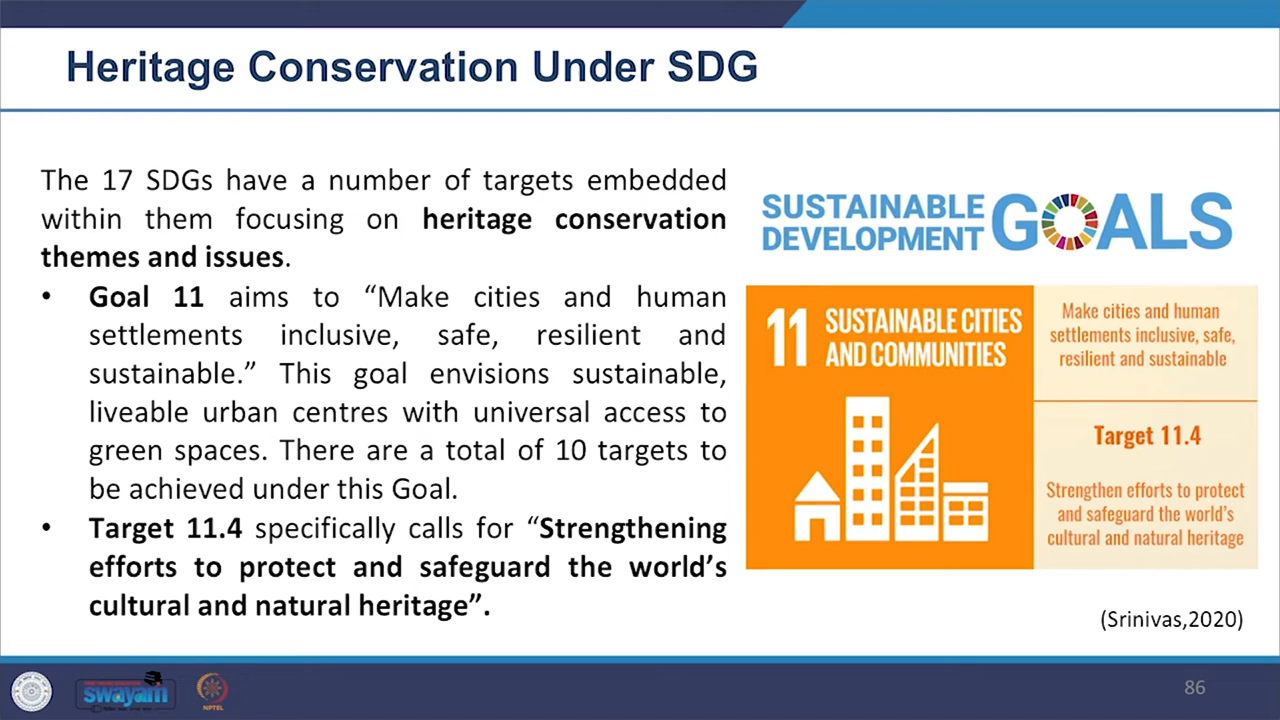 Heritage Conservation Under SDG
The 17 SDGs have a number of targets embedded
within them focusing on heritage conservation
themes and issues.
• Goal 11 aims to “Make cities and human
settlements inclusive, safe, resilient and
sustainable.” This goal envisions sustainable,
liveable urban centres with universal access to
green spaces. There are a total of 10 targets to
be achieved under this Goal.
• Target 11.4 specifically calls for “Strengthening
efforts to protect and safeguard the world’s
cultural and natural heritage”.
SUSTAINABLE
DEVELOPMENT
GOALS
11 SUSTAINABLE CITIES
AND COMMUNITIES
Make cities and human
settlements inclusive, safe,
resilient and sustainable
Target 11.4
Strengthen efforts to protect
and safeguard the world’s
cultural and natural heritage
(Srinivas,2020)
swayam
NPTEL
86